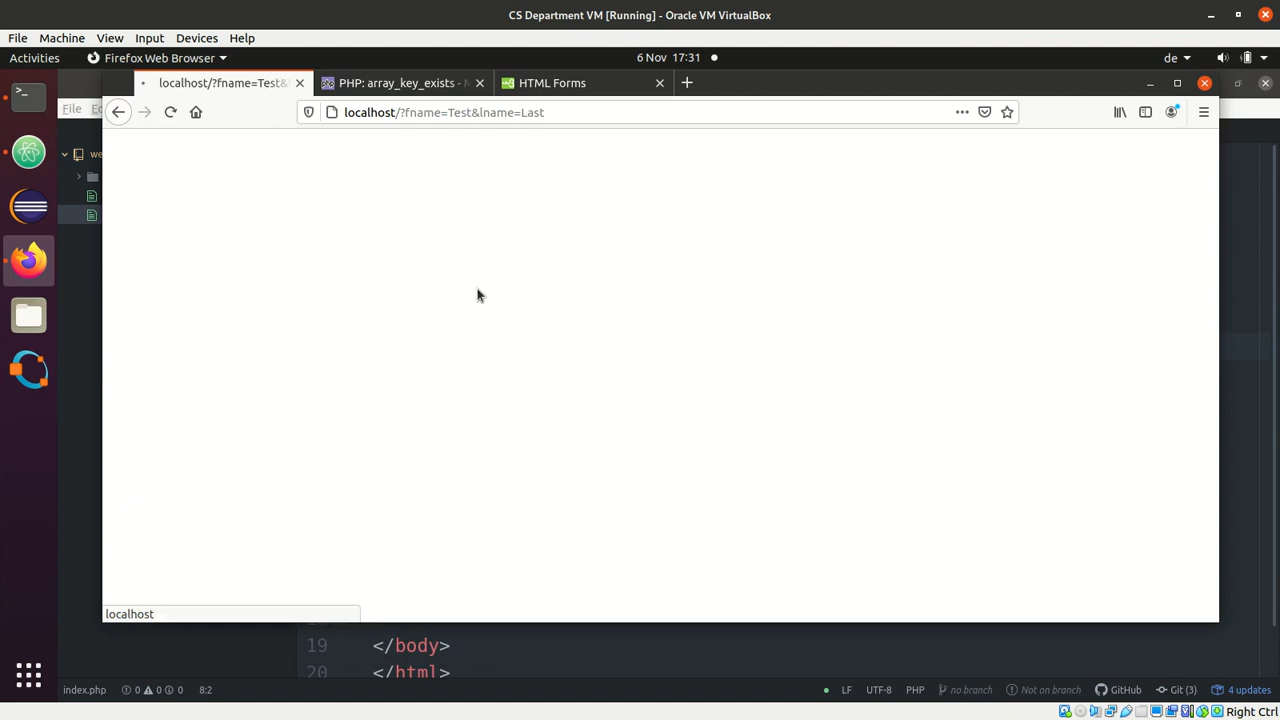 CS Department VM [Running] - Oracle VM VirtualBox
File Machine View Input Devices Help
Activities Firefox Web Browser 6 Nov 17:31 de
localhost/?fname=Test& PHP: array_key_exists - HTML Forms
File
localhost/?fname=Test&lname=Last
we
localhost
19 </body>
20 </html>
index.php 0 0 0 8:2 LF UTF-8 PHP no branch Not on branch GitHub Git (3) 4 updates
Right Ctrl